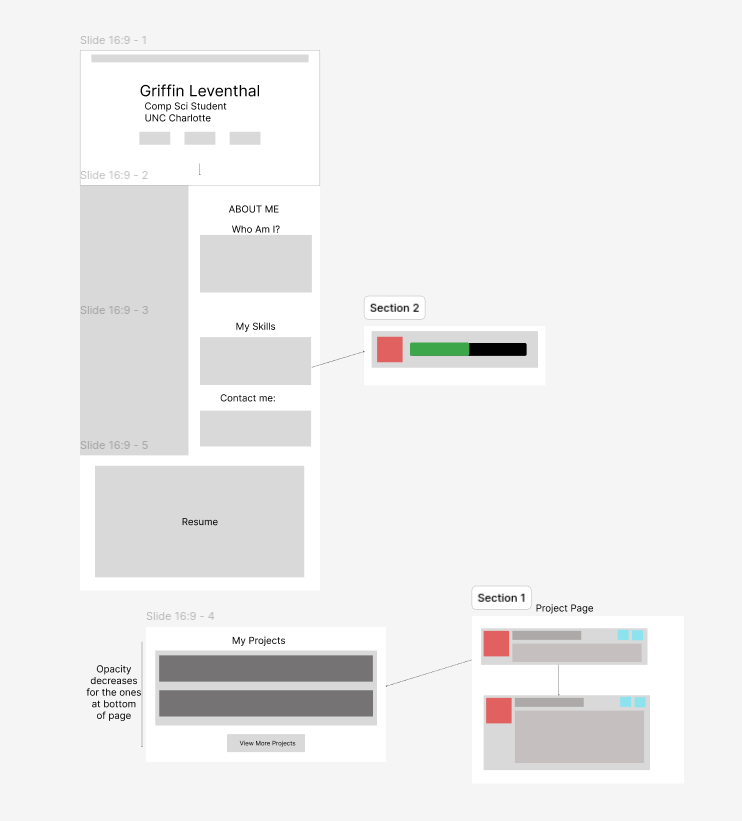 Slide 16:9 - 1
Griffin Leventhal
Comp Sci Student
UNC Charlotte
Slide 16:9 - 2
ABOUT ME
Who Am I?
Slide 16:9 - 3
My Skills
Section 2
Contact me:
Slide 16:9 - 5
Resume
Slide 16:9 - 4
My Projects
Opacity
decreases
for the ones
at bottom
of page
View More Projects
Section 1
Project Page